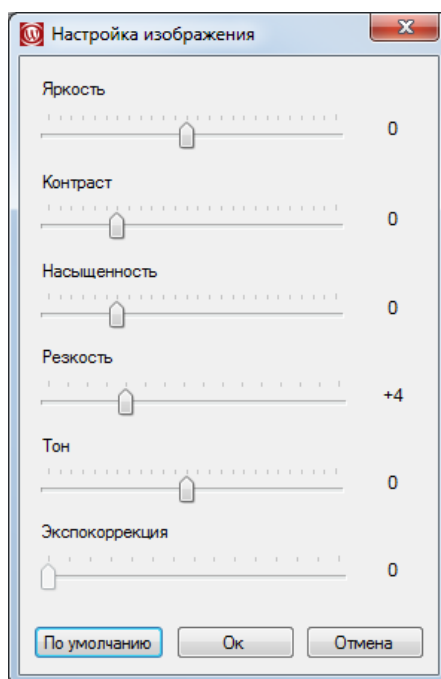 Настройка изображения
Яркость
0
Контраст
0
Насыщенность
0
Резкость
+4
Тон
0
Экспокоррекция
0
По умолчанию Ок Отмена